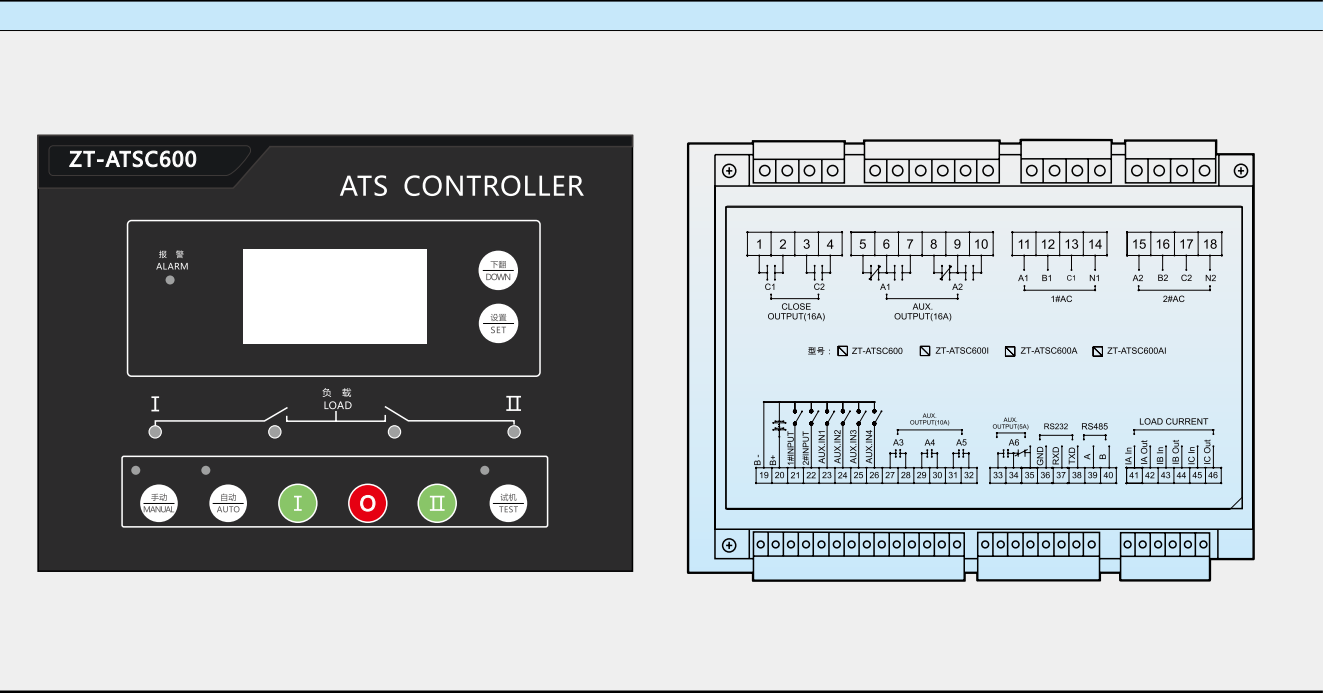 ZT-ATSC600
ATS CONTROLLER
报 警
ALARM
下翻
DOWN
设置
SET
负 载
LOAD
I
II
手动
MANUAL
自动
AUTO
I
O
II
试机
TEST
1 2 3 4 5 6 7 8 9 10 11 12 13 14 15 16 17 18
C1 C2 A1 A2 A1 B1 C1 N1 A2 B2 C2 N2
CLOSE
OUTPUT(16A)
AUX.
OUTPUT(16A)
1#AC
2#AC
型号: ZT-ATSC600 ZT-ATSC600I ZT-ATSC600A ZT-ATSC600AI
B -
B+
1#INPUT
2#INPUT
AUX.IN1
AUX.IN2
AUX.IN3
AUX.IN4
AUX.
OUTPUT(10A)
A3 A4 A5
AUX.
OUTPUT(5A)
A6
RS232
GND
RXD
TXD
RS485
A
B
LOAD CURRENT
IA In
IA Out
IB In
IB Out
IC In
IC Out
19 20 21 22 23 24 25 26 27 28 29 30 31 32 33 34 35 36 37 38 39 40 41 42 43 44 45 46